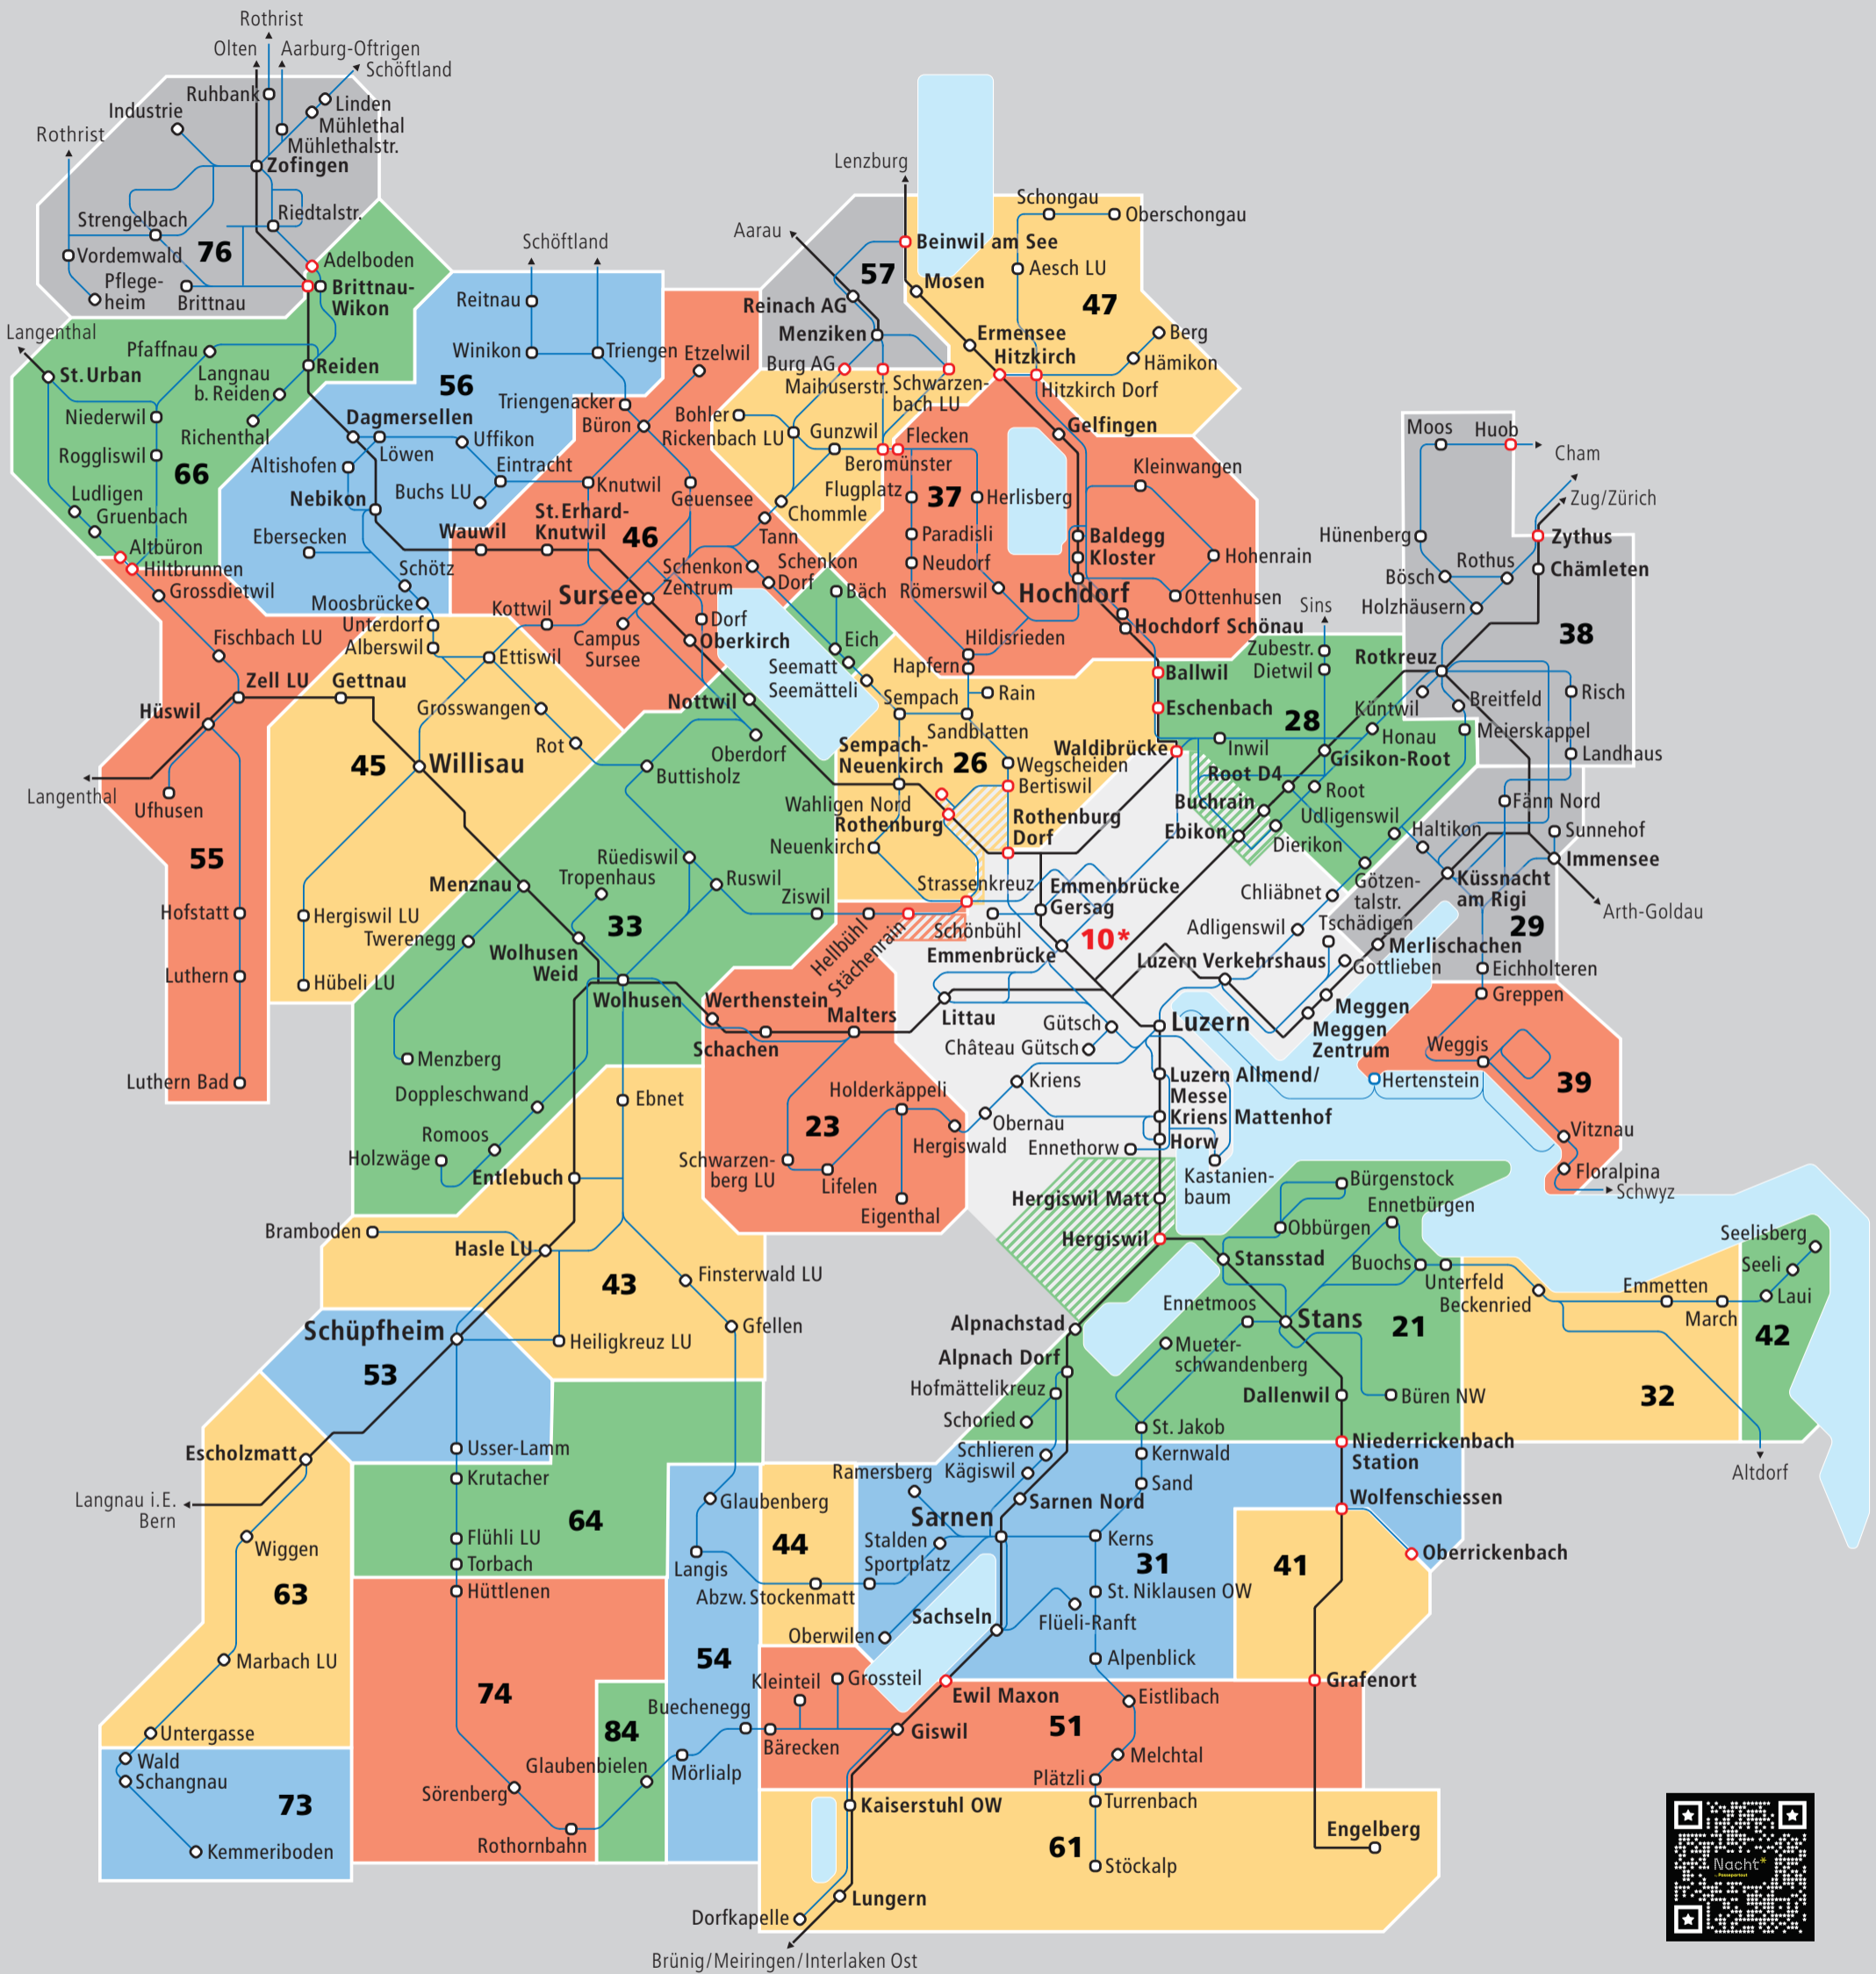 Rothrist
Olten
Aarburg-Oftrigen
Schöftland
Ruhbank
Linden
Industrie
Mühlethal
Mühlethalstr.
Rothrist
Zofingen
Strengelbach
Riedtalstr.
76
Vordemwald
Adelboden
Pflege-
heim
Brittnau
Brittnau-
Wikon
Schöftland
Reitnau
Winikon
Triengen
Etzelwil
Langenthal
Pfaffnau
St.Urban
Reiden
Langnau
b. Reiden
56
Niederwil
Richenthal
Roggliswil
66
Ludligen
Gruenbach
Altbüron
Hiltbrunnen
Grossdietwil
Dagmersellen
Löwen
Uffikon
Altishofen
Eintracht
Buchs LU
Nebikon
Ebersecken
Wauwil
Schötz
Moosbrücke
Triengenacker
Büron
Knutwil
Geuensee
St.Erhard-
Knutwil
46
Tann
Schenkon
Zentrum
Schenkon
Dorf
Sursee
Kottwil
Campus
Sursee
Dorf
Oberkirch
Lenzburg
Aarau
Beinwil am See
57
Mosen
Reinach AG
Menziken
Burg AG
Maihuserstr.
Schwarzen-
bach LU
Schongau
Oberschongau
Aesch LU
47
Ermensee
Berg
Hitzkirch
Hämikon
Hitzkirch Dorf
Gelfingen
Bohler
Rickenbach LU
Gunzwil
Flecken
Beromünster
Chommle
Flugplatz
37
Herlisberg
Paradisli
Neudorf
Römerswil
Kleinwangen
Baldegg
Kloster
Hohenrain
Hochdorf
Ottenhusen
Hochdorf Schönau
Hildisrieden
Hapfern
Bäch
Eich
Seematt
Seemätteli
Sempach
Rain
Sandblatten
Moos
Huob
Cham
Zug/Zürich
Hünenberg
Zythus
Rothus
Chämleten
Bösch
Holzhäusern
38
Sins
Zubestr.
Dietwil
Rotkreuz
Breitfeld
Risch
Ballwil
Eschenbach
28
Küntwil
Honau
Meierskappel
Landhaus
Waldibrücke
Inwil
Gisikon-Root
Root D4
Root
Buchrain
Udligenswil
Ebikon
Dierikon
Fänn Nord
Haltikon
Sunnehof
Immensee
Küssnacht
am Rigi
Arth-Goldau
29
Götzen-
talstr.
Chliäbnet
Tschädigen
Adligenswil
Merlischachen
Gottlieben
Eichholteren
Greppen
Unterdorf
Alberswil
Ettiswil
Fischbach LU
Zell LU
Gettnau
Grosswangen
Hüswil
Rot
45
Willisau
Langenthal
Ufhusen
55
Hofstatt
Luthern
Luthern Bad
Hergiswil LU
Hübeli LU
Nottwil
Oberdorf
Buttisholz
Rüediswil
Tropenhaus
Ruswil
Menznau
33
Twerenegg
Wolhusen
Weid
Wolhusen
Menzberg
Doppleschwand
Romoos
Holzwäge
Sempach-
Neuenkirch
26
Wegscheiden
Bertiswil
Wahligen Nord
Rothenburg
Rothenburg
Dorf
Neuenkirch
Strassenkreuz
Ziswil
Hellbühl
Stächenrain
Schönbühl
Emmenbrücke
Gersag
10*
Emmenbrücke
Luzern Verkehrshaus
Werthenstein
Schachen
Malters
Littau
Gütsch
Luzern
Château Gütsch
Meggen
Meggen
Zentrum
Kriens
Luzern Allmend/
Messe
Obernau
Kriens Mattenhof
Ennethorw
Horw
Kastanien-
baum
Weggis
Hertenstein
39
Vitznau
Floralpina
Schwyz
Holderkäppeli
23
Hergiswald
Schwarzen-
berg LU
Lifelen
Eigenthal
Ebnet
Entlebuch
Bramboden
Hasle LU
43
Finsterwald LU
Schüpfheim
Heiligkreuz LU
Gfellen
53
Hergiswil Matt
Hergiswil
Bürgenstock
Ennetbürgen
Obbürgen
Stansstad
Buochs
Unterfeld
Beckenried
Seelisberg
Seeli
Emmetten
Laui
March
42
Ennetmoos
Stans
21
Alpnachstad
Mueter-
schwandenberg
Alpnach Dorf
Hofmättelikreuz
Dallenwil
Büren NW
32
Schoried
St. Jakob
Niederrickenbach
Station
Altdorf
Schlieren
Kägiswil
Kernwald
Ramersberg
Sand
Sarnen Nord
Wolfenschiessen
Sarnen
Kerns
Stalden
Sportplatz
31
41
Oberrickenbach
St. Niklausen OW
Sachseln
Flüeli-Ranft
Oberwilen
Alpenblick
Escholzmatt
Usser-Lamm
Krutacher
Langnau i.E.
Bern
64
Flühli LU
Torbach
Wiggen
Hüttlenen
63
Marbach LU
Untergasse
Wald
Schangnau
73
Kemmeriboden
Glaubenberg
44
Langis
Abzw. Stockenmatt
54
74
84
Buechenegg
Kleinteil
Grossteil
Ewil Maxon
Eistlibach
Grafenort
Bärecken
Giswil
51
Glaubenbielen
Mörlialp
Melchtal
Sörenberg
Plätzli
Kaiserstuhl OW
Turrenbach
Rothornbahn
61
Engelberg
Stöckalp
Lungern
Dorfkapelle
Brünig/Meiringen/Interlaken Ost
Nacht*